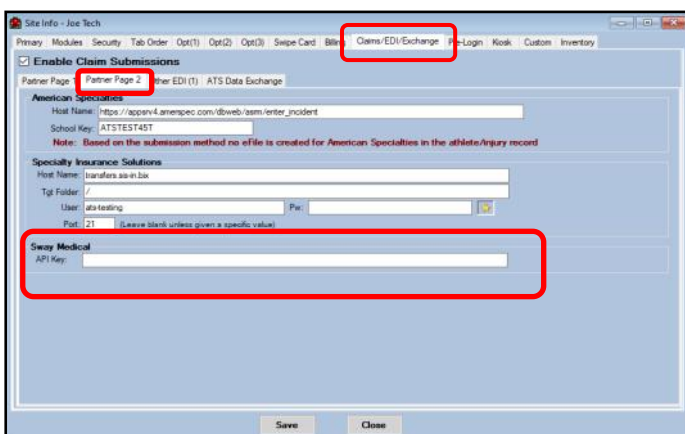 Site Info - Joe Tech
Primary Modules Security Tab Order Opt(1) Opt(2) Opt(3) Swipe Card Billing Claims/EDI/Exchange Pre-Login Kiosk Custom Inventory
Enable Claim Submissions
Partner Page 1 Partner Page 2 Other EDI (1) ATS Data Exchange
American Specialties
Host Name: https://appsrv4.amerspec.com/dbweb/asm/enter_incident
School Key: ATSTEST45T
Note: Based on the submission method no eFile is created for American Specialties in the athlete/injury record
Specialty Insurance Solutions
Host Name: transfers.sis-in.bix
Tgt Folder: /
User: ats-testing Pw:
Port: 21 (Leave blank unless given a specific value)
Sway Medical
API Key:
Save Close